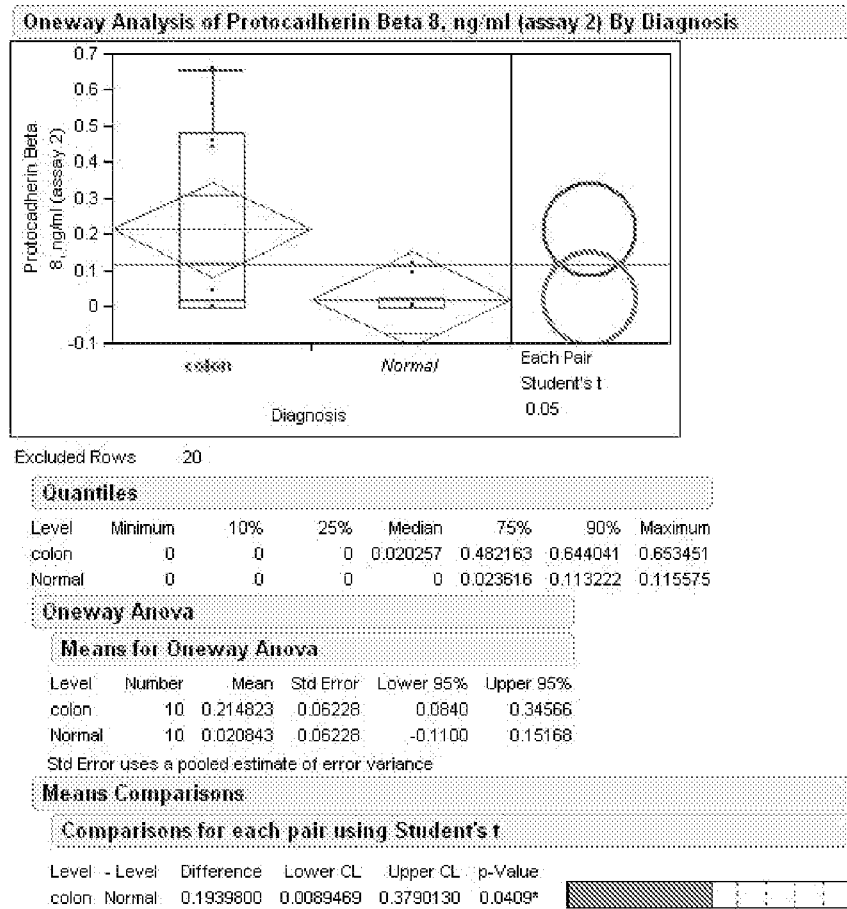 Oneway Analysis of Protocadherin Beta 8, ng/ml (assay 2) By Diagnosis
Protocadherin Beta
8, ng/ml (assay 2)
0.7
0.6
0.5
0.4
0.3
0.2
0.1
0
-0.1
colon
Normal
Diagnosis
Each Pair
Student's t
0.05
Excluded Rows 20
Quantiles
Level Minimum 10% 25% Median 75% 90% Maximum
colon 0 0 0 0.020257 0.482163 0.644041 0.653451
Normal 0 0 0 0 0.023616 0.113222 0.115575
Oneway Anova
Means for Oneway Anova
Level Number Mean Std Error Lower 95% Upper 95%
colon 10 0.214823 0.06228 0.0840 0.34566
Normal 10 0.020843 0.06228 -0.1100 0.15168
Std Error uses a pooled estimate of error variance
Means Comparisons
Comparisons for each pair using Student's t
Level - Level Difference Lower CL Upper CL p-Value
colon Normal 0.1939800 0.0089469 0.3790130 0.0409*